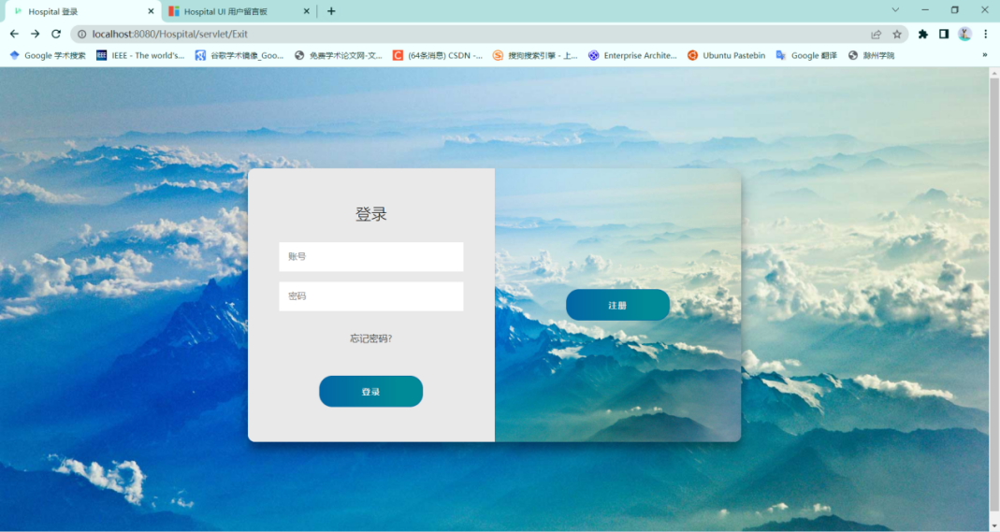 Hospital 登录
Hospital UI 用户留言板
localhost:8080/Hospital/servlet/Exit
Google 学术搜索
IEEE - The world's...
谷歌学术镜像_Goo...
免费学术论文网-文...
(64条消息) CSDN -...
搜狗搜索引擎 - 上...
Enterprise Archite...
Ubuntu Pastebin
Google 翻译
滁州学院
»
登录
账号
密码
忘记密码?
登录
注册